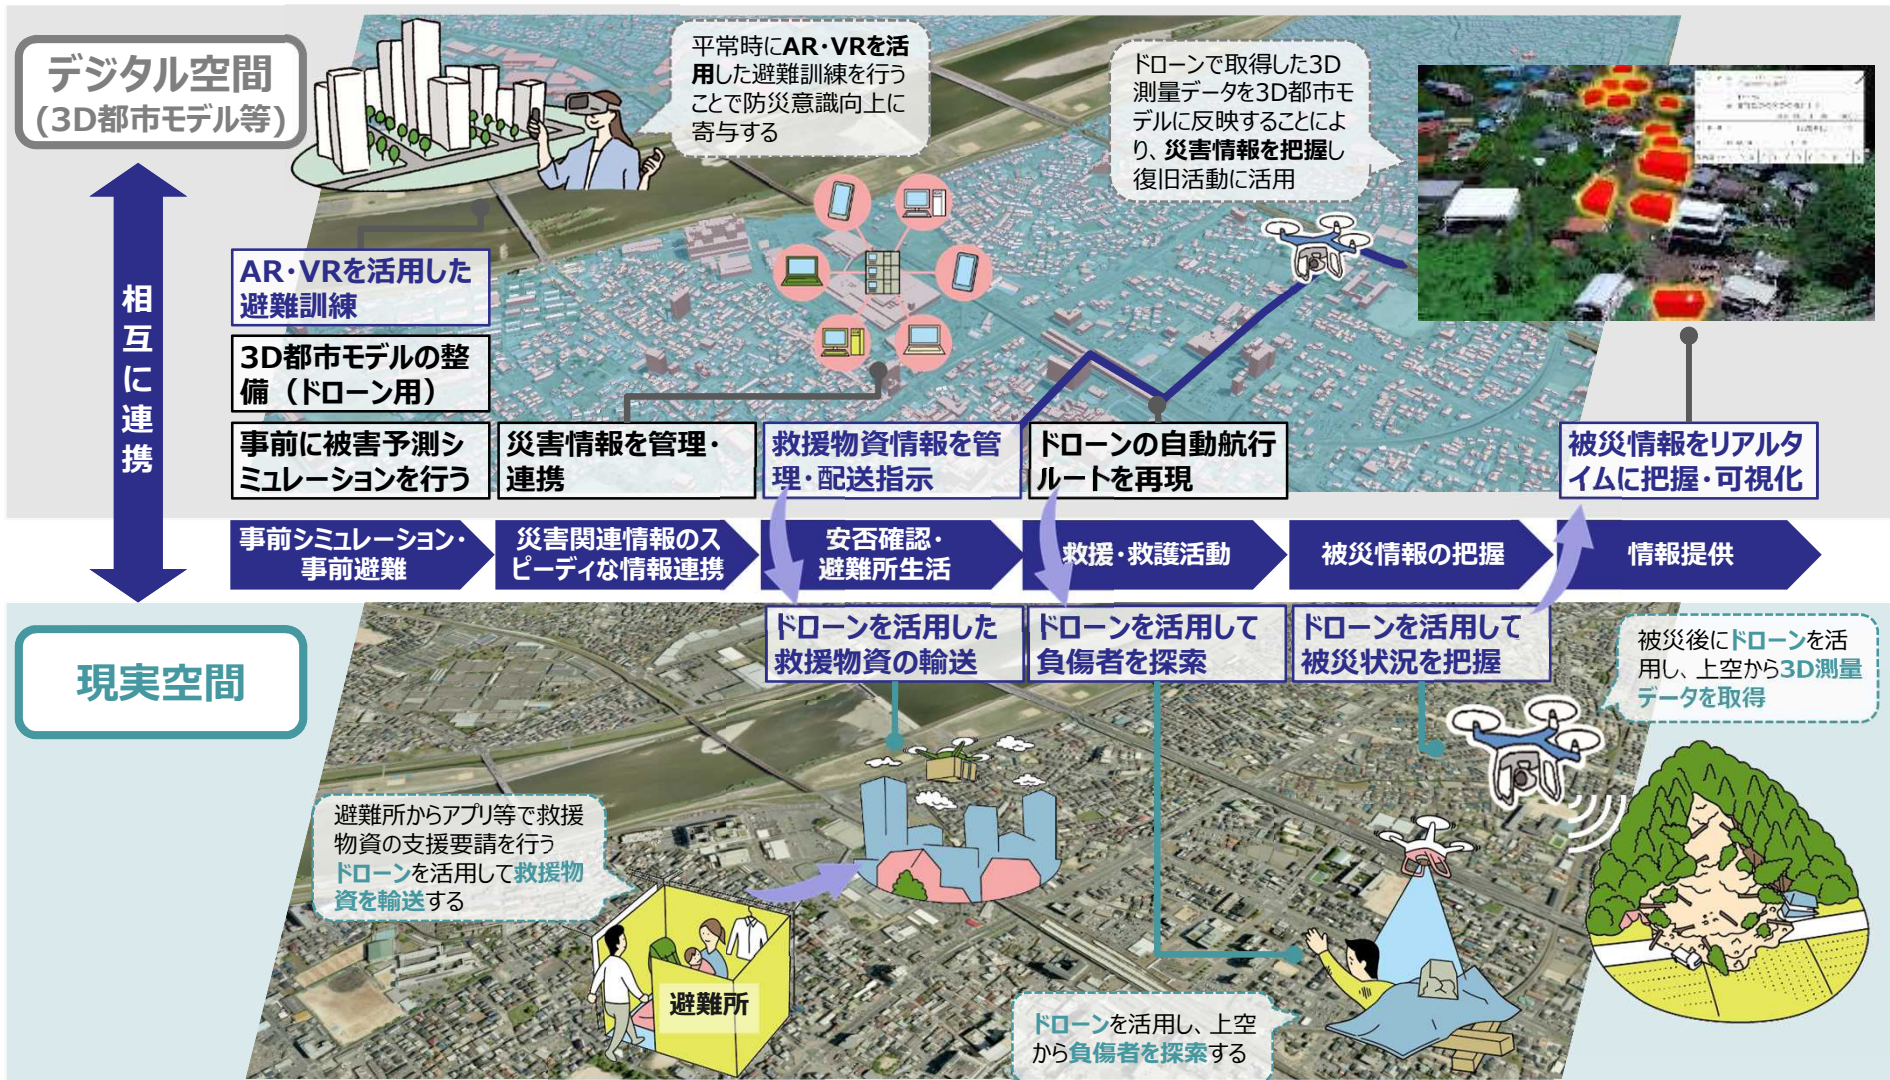 デジタル空間
(3D都市モデル等)
平常時にAR・VRを活
用した避難訓練を行う
ことで防災意識向上に
寄与する
ドローンで取得した3D
測量データを3D都市モ
デルに反映することによ
り、災害情報を把握し
復旧活動に活用
相互に連携
AR・VRを活用した
避難訓練
3D都市モデルの整
備（ドローン用）
事前に被害予測シ
ミュレーションを行う
災害情報を管理・
連携
救援物資情報を管
理・配送指示
ドローンの自動航行
ルートを再現
被災情報をリアルタ
イムに把握・可視化
事前シミュレーション・
事前避難
災害関連情報のス
ピーディな情報連携
安否確認・
避難所生活
救援・救護活動
被災情報の把握
情報提供
現実空間
ドローンを活用した
救援物資の輸送
ドローンを活用して
負傷者を探索
ドローンを活用して
被災状況を把握
被災後にドローンを活
用し、上空から3D測量
データを取得
避難所からアプリ等で救援
物資の支援要請を行う
ドローンを活用して救援物
資を輸送する
避難所
ドローンを活用し、上空
から負傷者を探索する